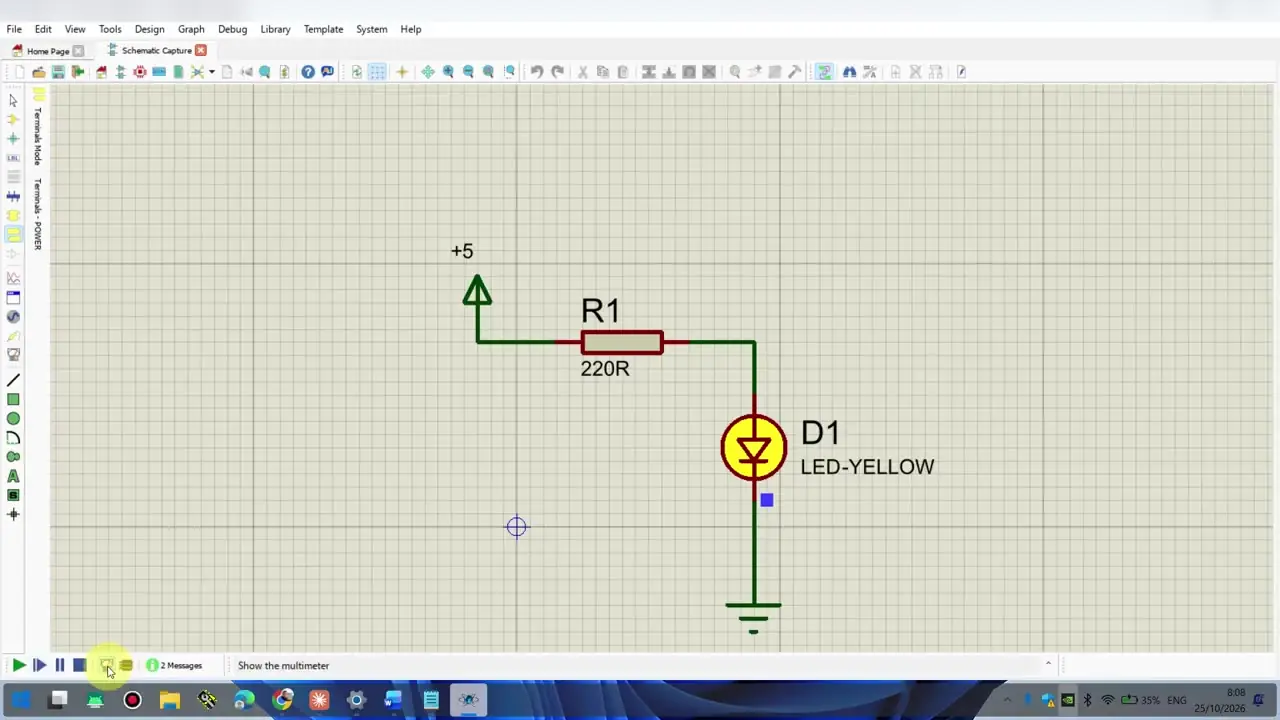 File Edit View Tools Design Graph Debug Library Template System Help
Home Page Schematic Capture
LBL
Terminals Mode
Terminals - POWER
+5
R1
220R
D1
LED-YELLOW
A
2 Messages Show the multimeter
35% ENG 8:08
25/10/2026